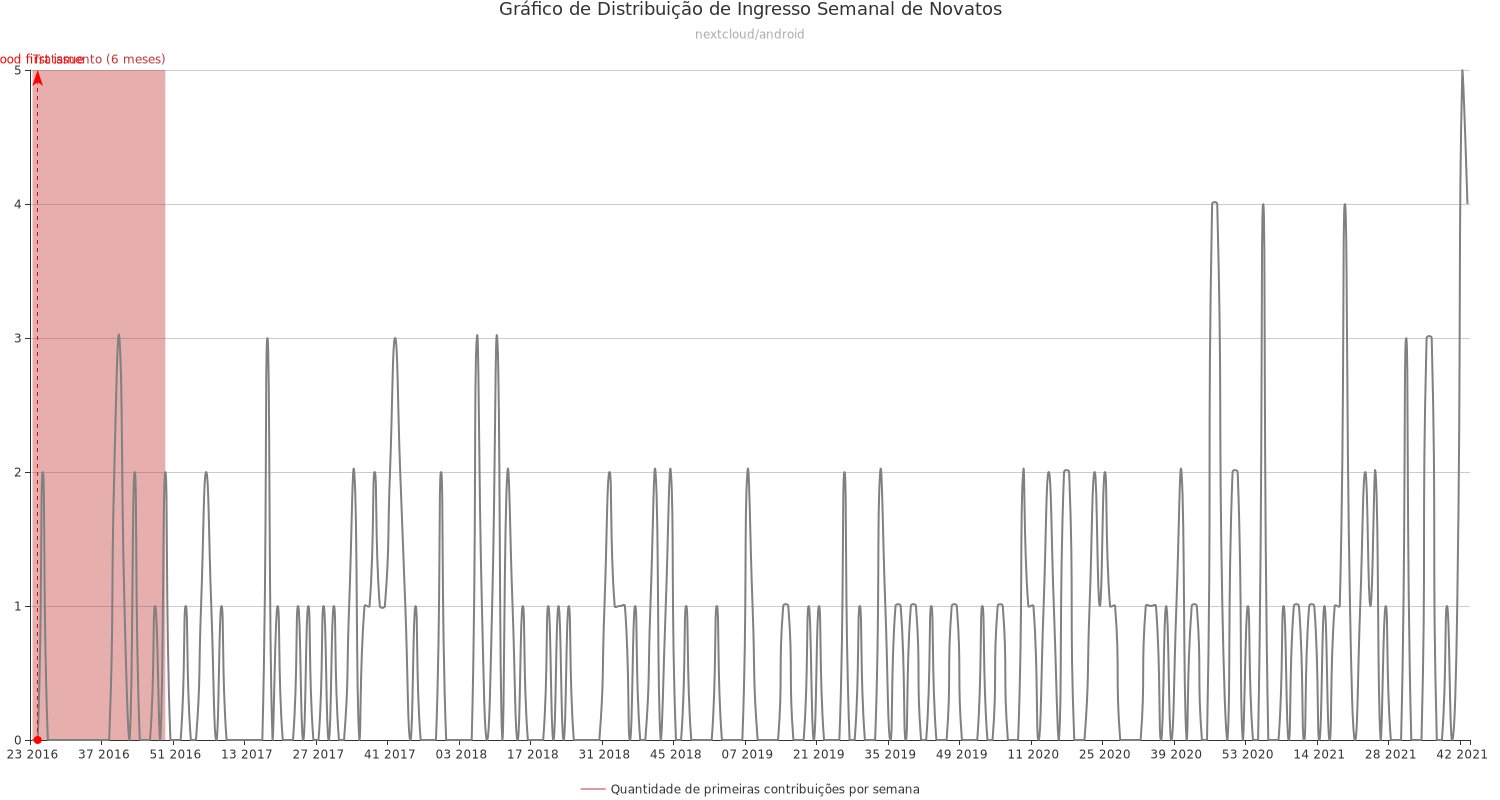 Gráfico de Distribuição de Ingresso Semanal de Novatos
nextcloud/android
ood first issue
Tratamento (6 meses)
5
4
3
2
1
0
23 2016 37 2016 51 2016 13 2017 27 2017 41 2017 03 2018 17 2018 31 2018 45 2018 07 2019 21 2019 35 2019 49 2019 11 2020 25 2020 39 2020 53 2020 14 2021 28 2021 42 2021
Quantidade de primeiras contribuições por semana